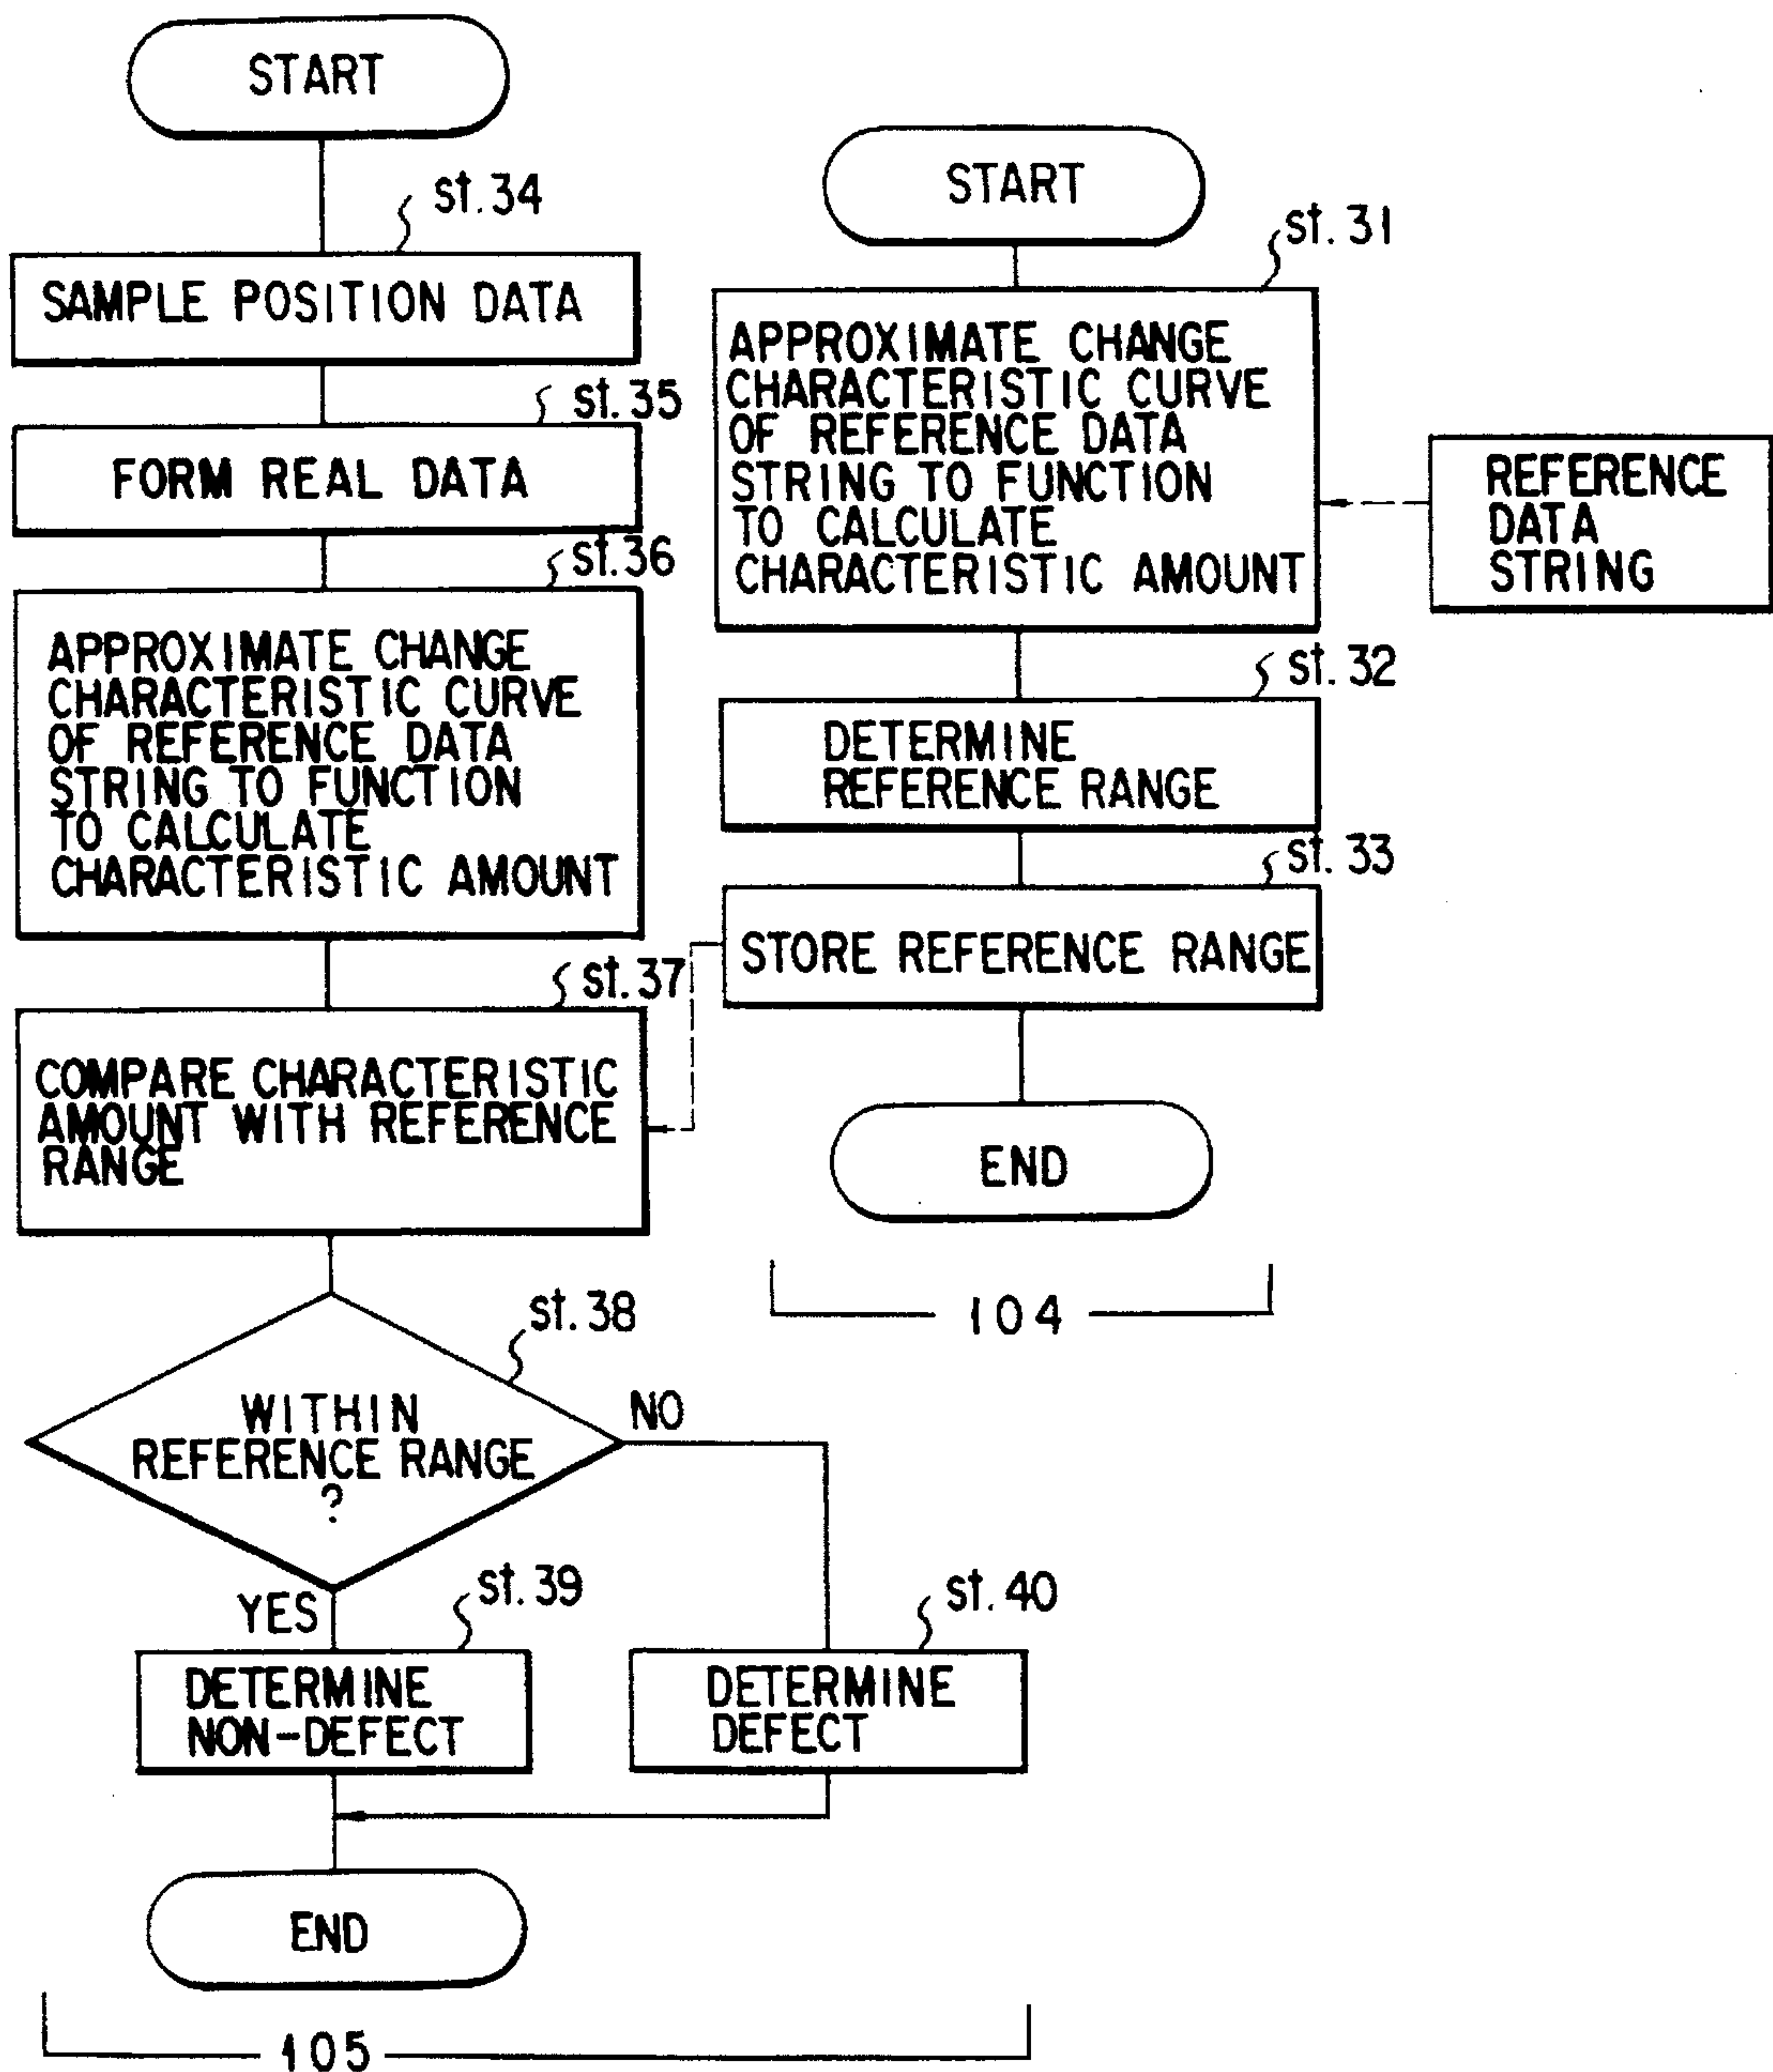 START
st.34
SAMPLE POSITION DATA
st.35
FORM REAL DATA
st.36
APPROXIMATE CHANGE
CHARACTERISTIC CURVE
OF REFERENCE DATA
STRING TO FUNCTION
TO CALCULATE
CHARACTERISTIC AMOUNT
st.37
COMPARE CHARACTERISTIC
AMOUNT WITH REFERENCE
RANGE
st.38
WITHIN
REFERENCE RANGE
?
NO
YES
st.39
DETERMINE
NON-DEFECT
st.40
DETERMINE
DEFECT
END
105
START
st.31
APPROXIMATE CHANGE
CHARACTERISTIC CURVE
OF REFERENCE DATA
STRING TO FUNCTION
TO CALCULATE
CHARACTERISTIC AMOUNT
REFERENCE
DATA
STRING
st.32
DETERMINE
REFERENCE RANGE
st.33
STORE REFERENCE RANGE
END
104